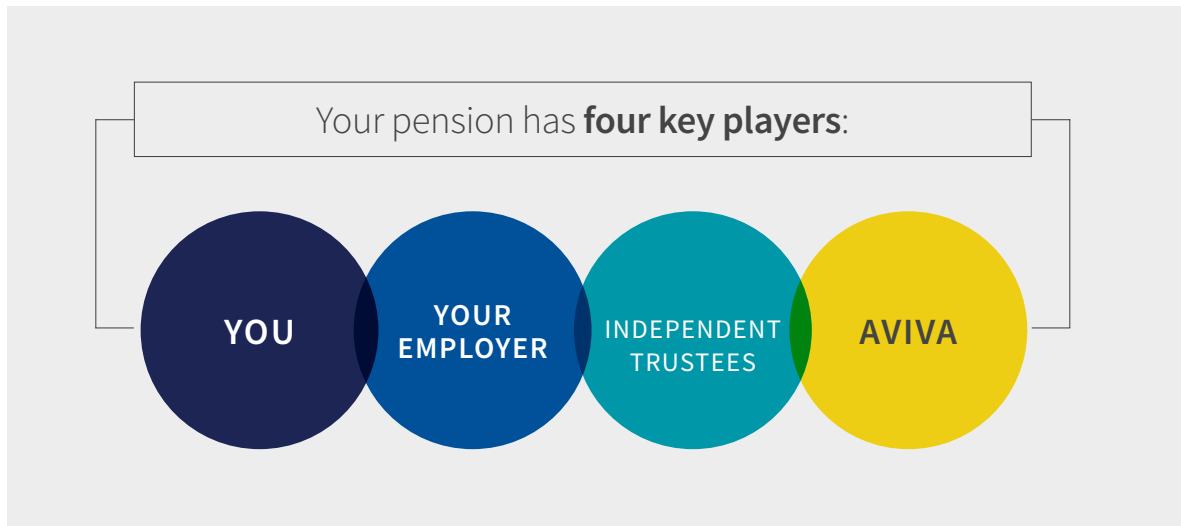 Your pension has four key players:
YOU
YOUR
EMPLOYER
INDEPENDENT
TRUSTEES
AVIVA